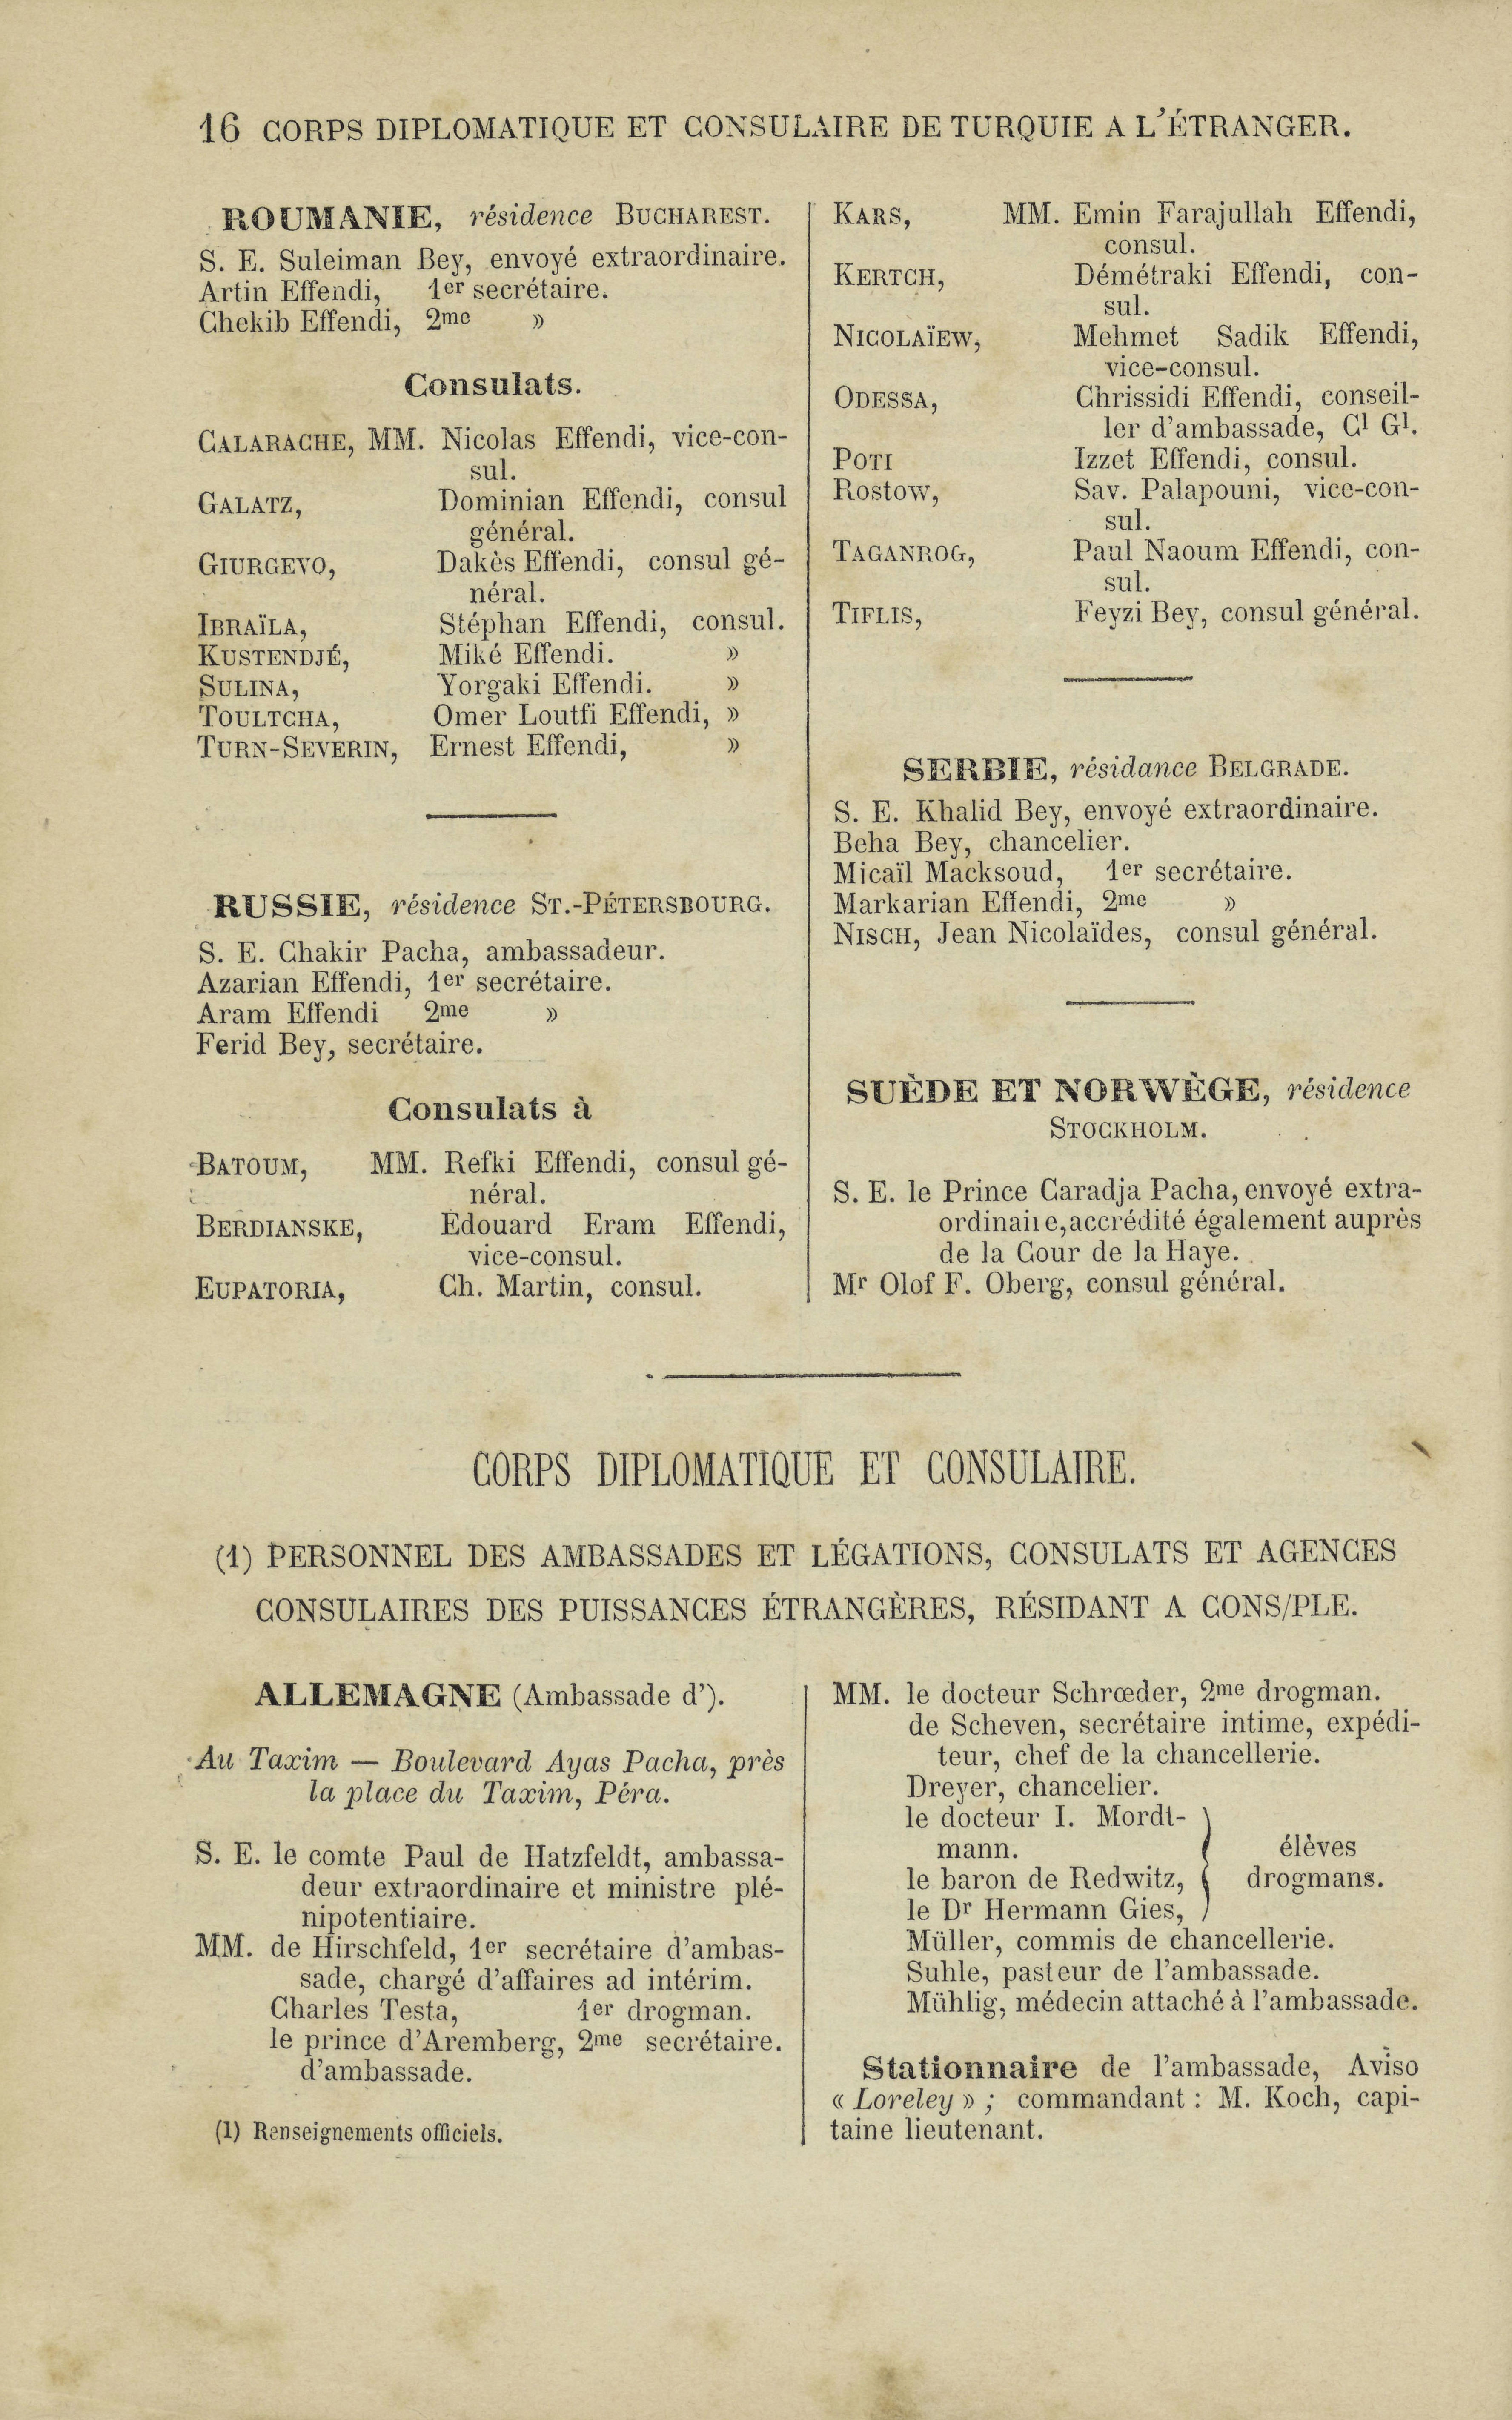 16 CORPS DIPLOMATIQUE ET CONSULAIRE DE TURQUIE A L'ÉTRANGER.
ROUMANIE, résidence BUCHAREST.
S. E. Suleiman Bey, envoyé extraordinaire.
Artin Effendi, 1er secrétaire.
Chekib Effendi, 2me »
Consulats.
CALARACHE, MM. Nicolas Effendi, vice-con-
sul.
GALATZ, Dominian Effendi, consul
général.
GIURGEVO, Dakès Effendi, consul gé-
néral.
IBRAÏLA, Stéphan Effendi, consul.
KUSTENDJÉ, Miké Effendi. »
SULINA, Yorgaki Effendi. »
TOULTCHA, Omer Loutfi Effendi, »
TURN-SEVERIN, Ernest Effendi, »
RUSSIE, résidence ST.-PÉTERSBOURG.
S. E. Chakir Pacha, ambassadeur.
Azarian Effendi, 1er secrétaire.
Aram Effendi 2me »
Ferid Bey, secrétaire.
Consulats à
BATOUM, MM. Refki Effendi, consul gé-
néral.
BERDIANSKE, Edouard Eram Effendi,
vice-consul.
EUPATORIA, Ch. Martin, consul.
KARS, MM. Emin Farajullah Effendi,
consul.
KERTCH, Démétraki Effendi, con-
sul.
NICOLAÏEW, Mehmet Sadik Effendi,
vice-consul.
ODESSA, Chrissidi Effendi, conseil-
ler d'ambassade, Cl Gl.
POTI Izzet Effendi, consul.
ROSTOW, Sav. Palapouni, vice-con-
sul.
TAGANROG, Paul Naoum Effendi, con-
sul.
TIFLIS, Feyzi Bey, consul général.
SERBIE, résidance BELGRADE.
S. E. Khalid Bey, envoyé extraordinaire.
Beha Bey, chancelier.
Micaïl Macksoud, 1er secrétaire.
Markarian Effendi, 2me »
NISCH, Jean Nicolaïdes, consul général.
SUÈDE ET NORWÈGE, résidence
STOCKHOLM.
S. E. le Prince Caradja Pacha, envoyé extra-
ordinaire, accrédité également auprès
de la Cour de la Haye.
Mr Olof F. Oberg, consul général.
CORPS DIPLOMATIQUE ET CONSULAIRE.
(1) PERSONNEL DES AMBASSADES ET LÉGATIONS, CONSULATS ET AGENCES
CONSULAIRES DES PUISSANCES ÉTRANGÈRES, RÉSIDANT A CONS/PLE.
ALLEMAGNE (Ambassade d').
Au Taxim — Boulevard Ayas Pacha, près
la place du Taxim, Péra.
S. E. le comte Paul de Hatzfeldt, ambassa-
deur extraordinaire et ministre plé-
nipotentiaire.
MM. de Hirschfeld, 1er secrétaire d'ambas-
sade, chargé d'affaires ad intérim.
Charles Testa, 1er drogman.
le prince d'Aremberg, 2me secrétaire.
d'ambassade.
(1) Renseignements officiels.
MM. le docteur Schrœder, 2me drogman.
de Scheven, secrétaire intime, expédi-
teur, chef de la chancellerie.
Dreyer, chancelier.
le docteur I. Mordt-
mann. élèves
le baron de Redwitz, drogmans.
le Dr Hermann Gies,
Müller, commis de chancellerie.
Suhle, pasteur de l'ambassade.
Mühlig, médecin attaché à l'ambassade.
Stationnaire de l'ambassade, Aviso
« Loreley » ; commandant : M. Koch, capi-
taine lieutenant.